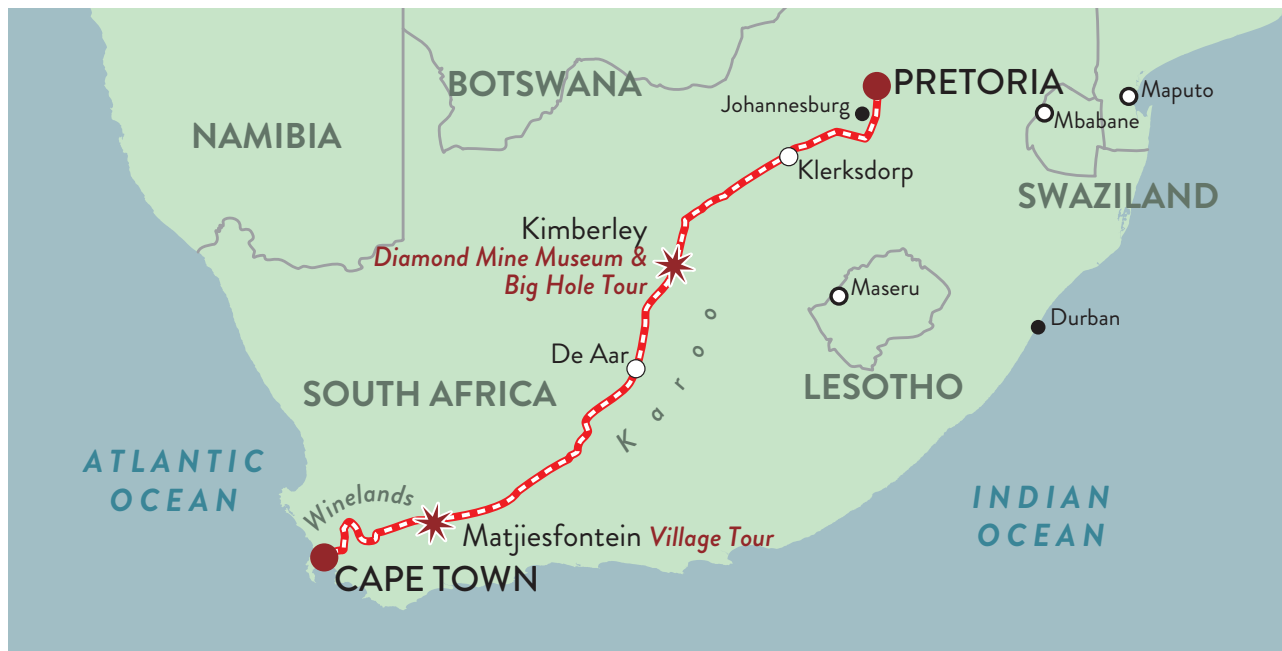 PRETORIA
BOTSWANA
Johannesburg
Maputo
Mbabane
NAMIBIA
Klerksdorp
SWAZILAND
Kimberley
Diamond Mine Museum &
Big Hole Tour
Maseru
Durban
De Aar
Karoo
LESOTHO
SOUTH AFRICA
ATLANTIC
OCEAN
Winelands
INDIAN
OCEAN
Matjiesfontein Village Tour
CAPE TOWN